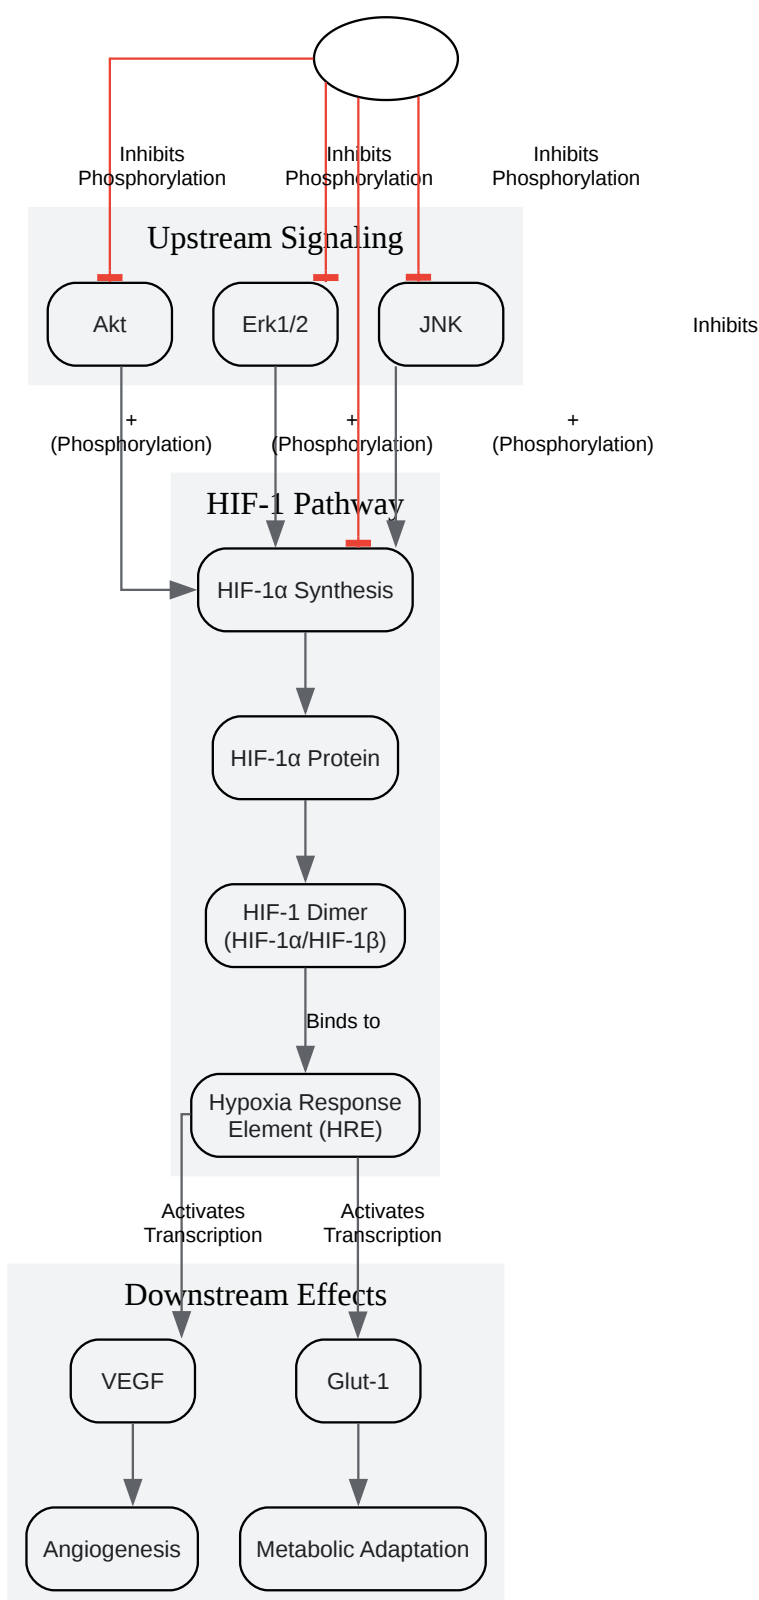 Inhibits
Phosphorylation
Inhibits
Phosphorylation
Inhibits
Phosphorylation
Upstream Signaling
Akt
Erk1/2
JNK
Inhibits
+
(Phosphorylation)
+
(Phosphorylation)
+
(Phosphorylation)
HIF-1 Pathway
HIF-1α Synthesis
HIF-1α Protein
HIF-1 Dimer
(HIF-1α/HIF-1β)
Binds to
Hypoxia Response
Element (HRE)
Activates
Transcription
Activates
Transcription
Downstream Effects
VEGF
Glut-1
Angiogenesis
Metabolic Adaptation